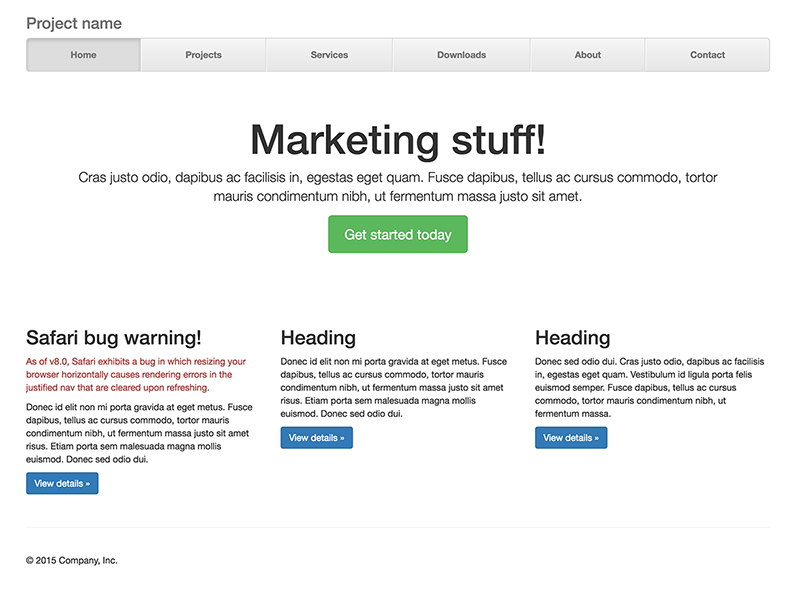 Project name
Home Projects Services Downloads About Contact
Marketing stuff!
Cras justo odio, dapibus ac facilisis in, egestas eget quam. Fusce dapibus, tellus ac cursus commodo, tortor
mauris condimentum nibh, ut fermentum massa justo sit amet.
Get started today
Safari bug warning!
As of v8.0, Safari exhibits a bug in which resizing your
browser horizontally causes rendering errors in the
justified nav that are cleared upon refreshing.
Donec id elit non mi porta gravida at eget metus. Fusce
dapibus, tellus ac cursus commodo, tortor mauris
condimentum nibh, ut fermentum massa justo sit amet
risus. Etiam porta sem malesuada magna mollis
euismod. Donec sed odio dui.
View details »
Heading
Donec id elit non mi porta gravida at eget metus. Fusce
dapibus, tellus ac cursus commodo, tortor mauris
condimentum nibh, ut fermentum massa justo sit amet
risus. Etiam porta sem malesuada magna mollis
euismod. Donec sed odio dui.
View details »
Heading
Donec sed odio dui. Cras justo odio, dapibus ac facilisis
in, egestas eget quam. Vestibulum id ligula porta felis
euismod semper. Fusce dapibus, tellus ac cursus
commodo, tortor mauris condimentum nibh, ut
fermentum massa.
View details »
© 2015 Company, Inc.